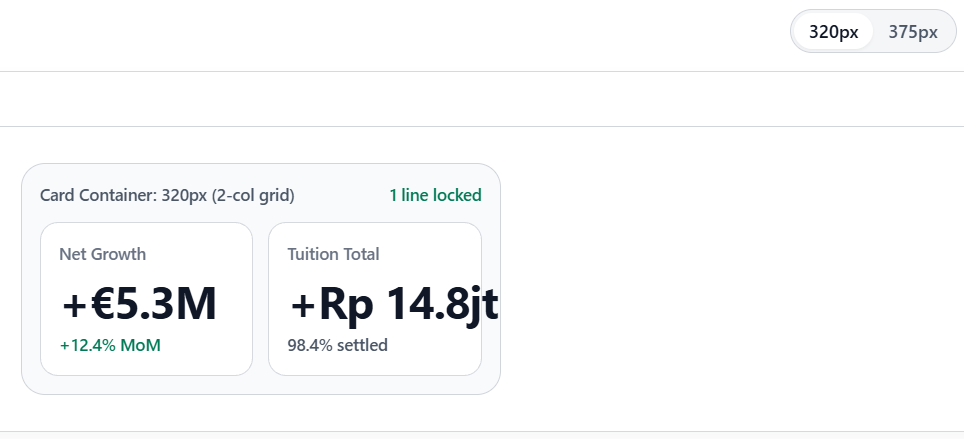 320px 375px
Card Container: 320px (2-col grid) 1 line locked
Net Growth Tuition Total
+€5.3M +Rp 14.8jt
+12.4% MoM 98.4% settled